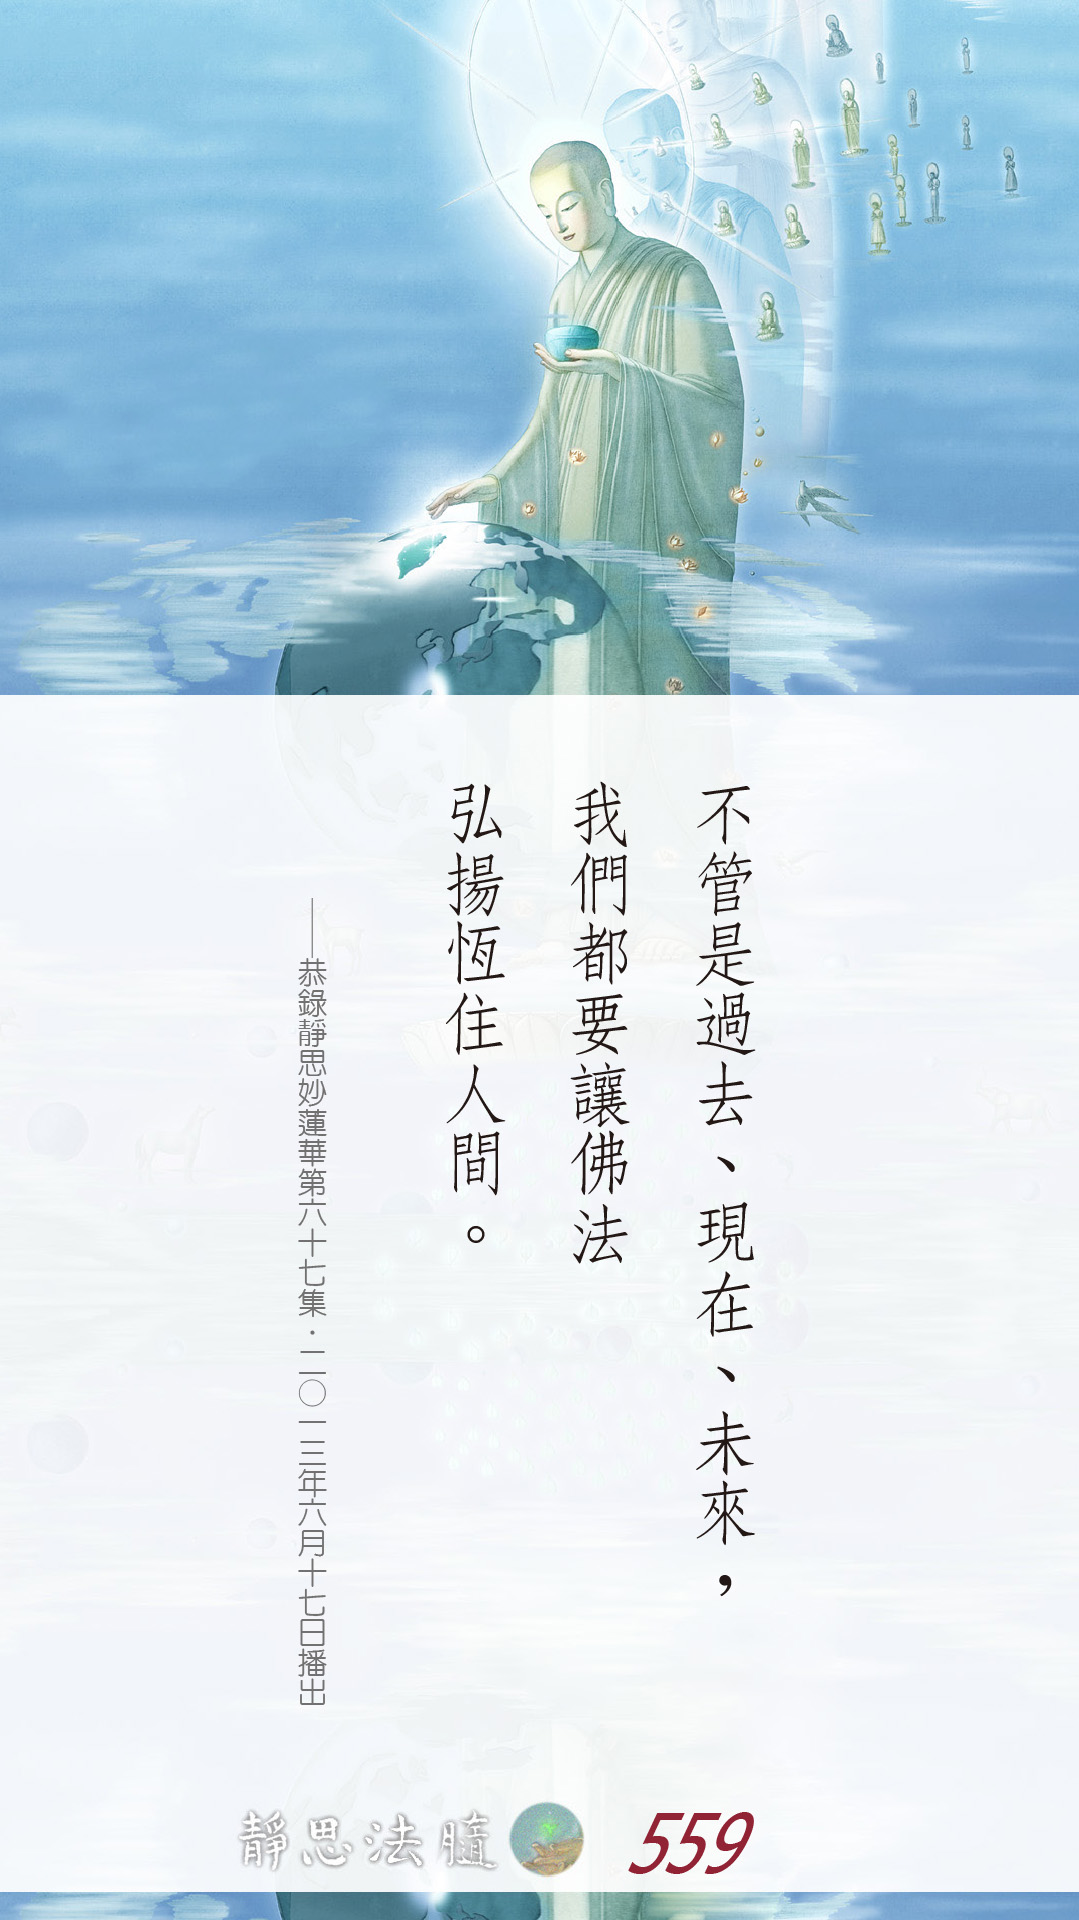 不管是過去、現在、未來，
我們都要讓佛法
弘揚恆住人間。
——恭錄靜思妙蓮華第六十七集·二〇一三年六月十七日播出
靜思法髓 559